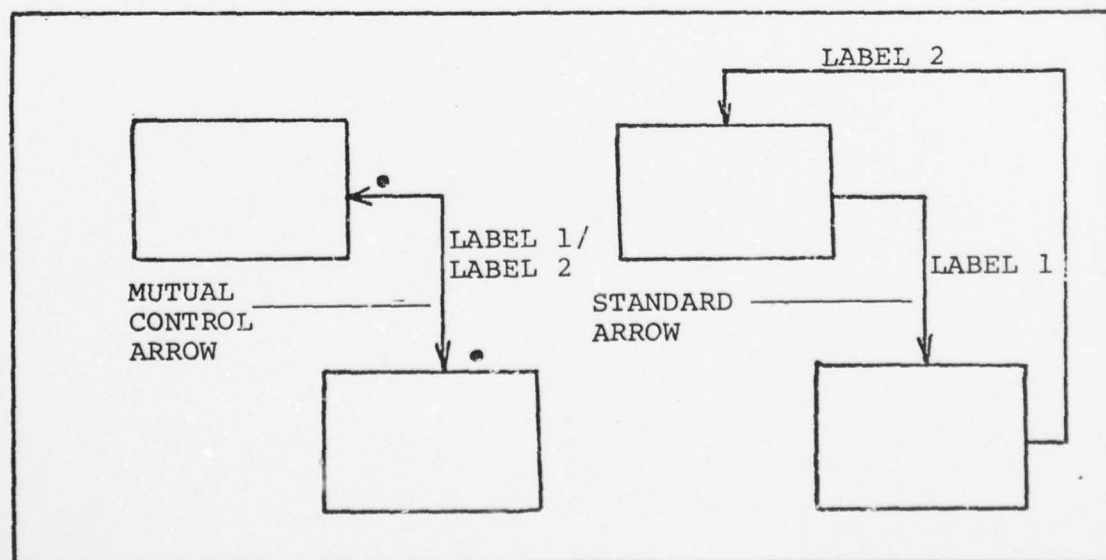 LABEL 2
LABEL 1/
LABEL 2
LABEL 1
MUTUAL
CONTROL
ARROW
STANDARD
ARROW